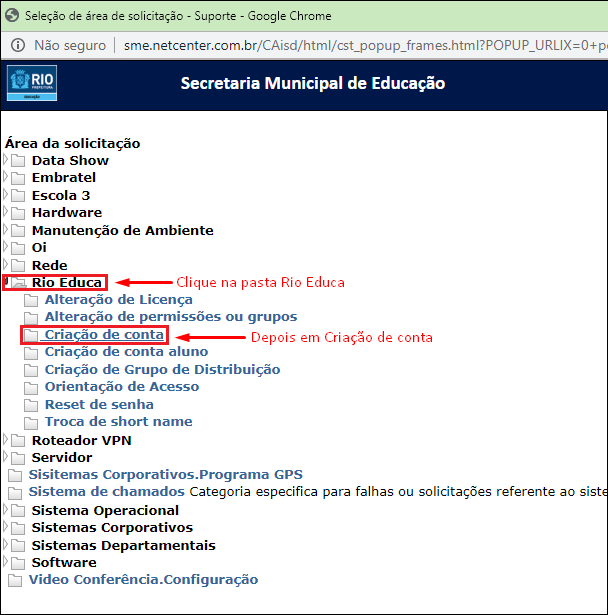 Seleção de área de solicitação - Suporte - Google Chrome
Não seguro | sme.netcenter.com.br/CAisd/html/cst_popup_frames.html?POPUP_URLIX=0+p
RIO
PREFEITURA
Secretaria Municipal de Educação
Área da solicitação
Data Show
Embratel
Escola 3
Hardware
Manutenção de Ambiente
Oi
Rede
Rio Educa Clique na pasta Rio Educa
Alteração de Licença
Alteração de permissões ou grupos
Criação de conta Depois em Criação de conta
Criação de conta aluno
Criação de Grupo de Distribuição
Orientação de Acesso
Reset de senha
Troca de short name
Roteador VPN
Servidor
Sisitemas Corporativos.Programa GPS
Sistema de chamados Categoria especifica para falhas ou solicitações referente ao siste
Sistema Operacional
Sistemas Corporativos
Sistemas Departamentais
Software
Video Conferência.Configuração